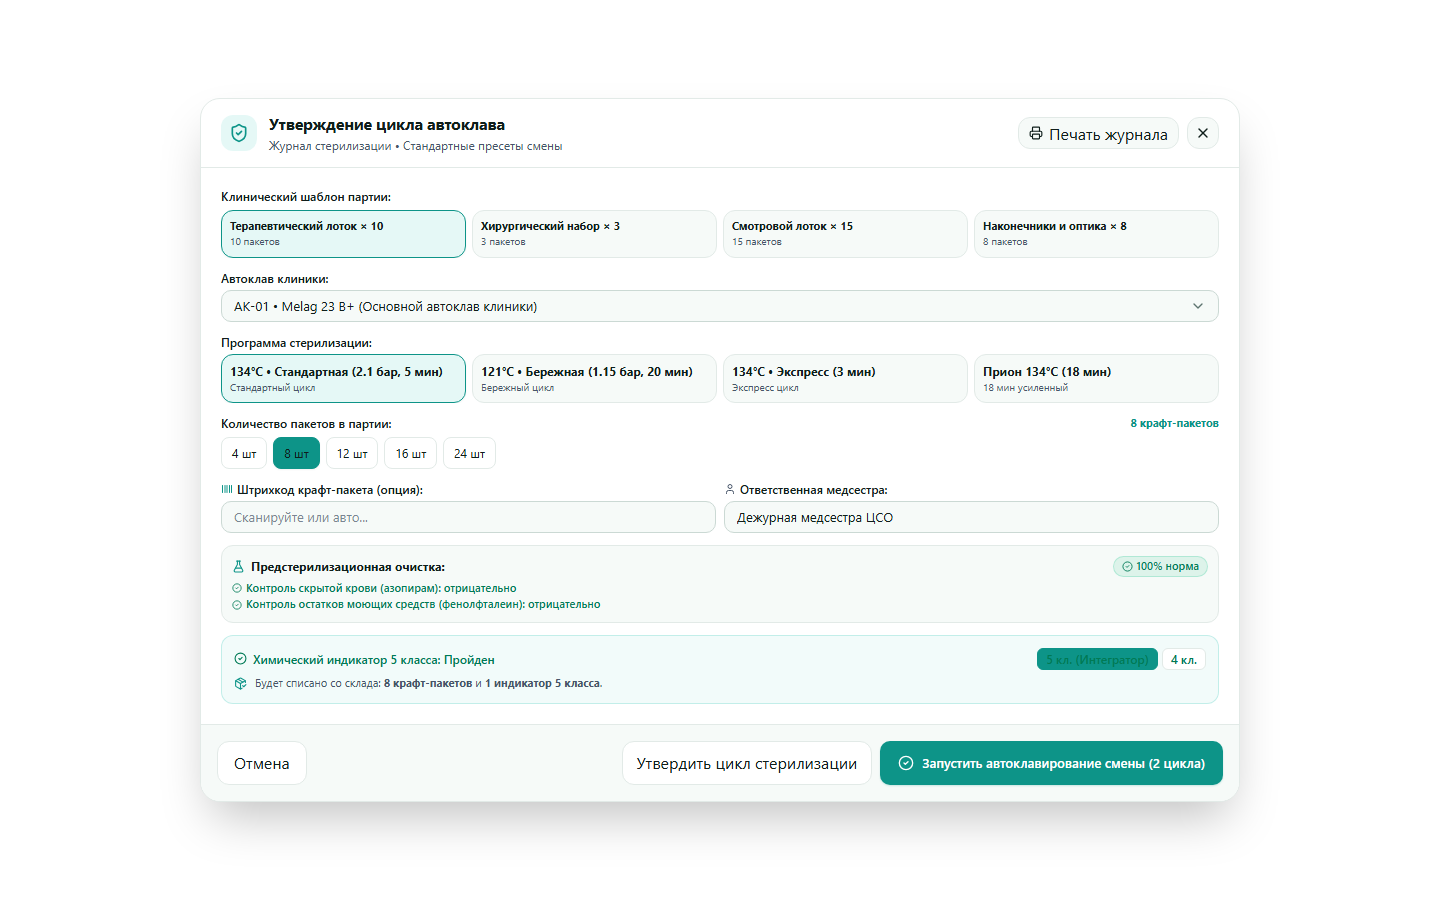 Утверждение цикла автоклава
Журнал стерилизации • Стандартные пресеты смены
Печать журнала
Клинический шаблон партии:
Терапевтический лоток × 10
10 пакетов
Хирургический набор × 3
3 пакетов
Смотровой лоток × 15
15 пакетов
Наконечники и оптика × 8
8 пакетов
Автоклав клиники:
АК-01 • Melag 23 B+ (Основной автоклав клиники)
Программа стерилизации:
134°C • Стандартная (2.1 бар, 5 мин)
Стандартный цикл
121°C • Бережная (1.15 бар, 20 мин)
Бережный цикл
134°C • Экспресс (3 мин)
Экспресс цикл
Прион 134°C (18 мин)
18 мин усиленный
Количество пакетов в партии:
8 крафт-пакетов
4 шт
8 шт
12 шт
16 шт
24 шт
Штрихкод крафт-пакета (опция):
Сканируйте или авто...
Ответственная медсестра:
Дежурная медсестра ЦСО
Предстерилизационная очистка:
100% норма
Контроль скрытой крови (азопирам): отрицательно
Контроль остатков моющих средств (фенолфталеин): отрицательно
Химический индикатор 5 класса: Пройден
5 кл. (Интегратор)
4 кл.
Будет списано со склада: 8 крафт-пакетов и 1 индикатор 5 класса.
Отмена
Утвердить цикл стерилизации
Запустить автоклавирование смены (2 цикла)